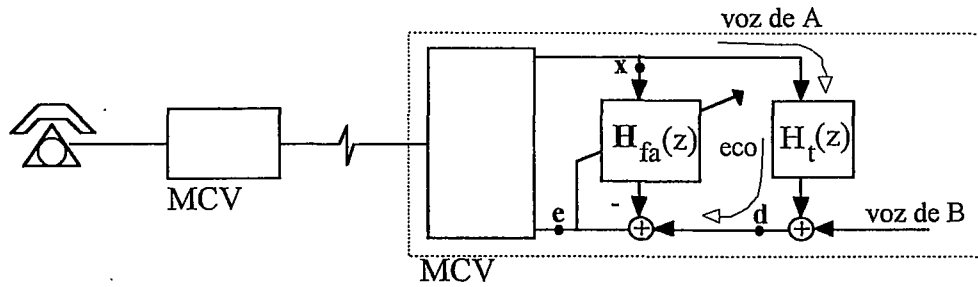 voz de A
x
H_fa(z)
eco
H_t(z)
MCV
-
e
d
voz de B
MCV